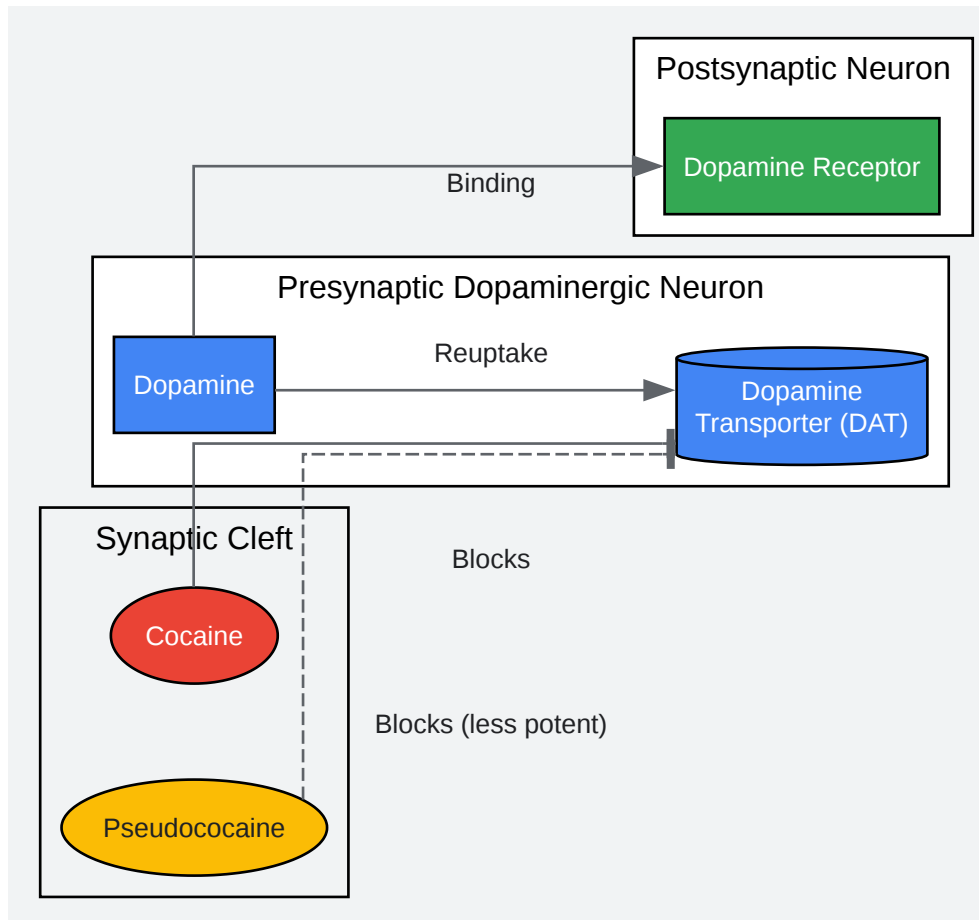 Postsynaptic Neuron
Dopamine Receptor
Binding
Presynaptic Dopaminergic Neuron
Reuptake
Dopamine
Dopamine
Transporter (DAT)
Synaptic Cleft
Blocks
Cocaine
Blocks (less potent)
Pseudococaine